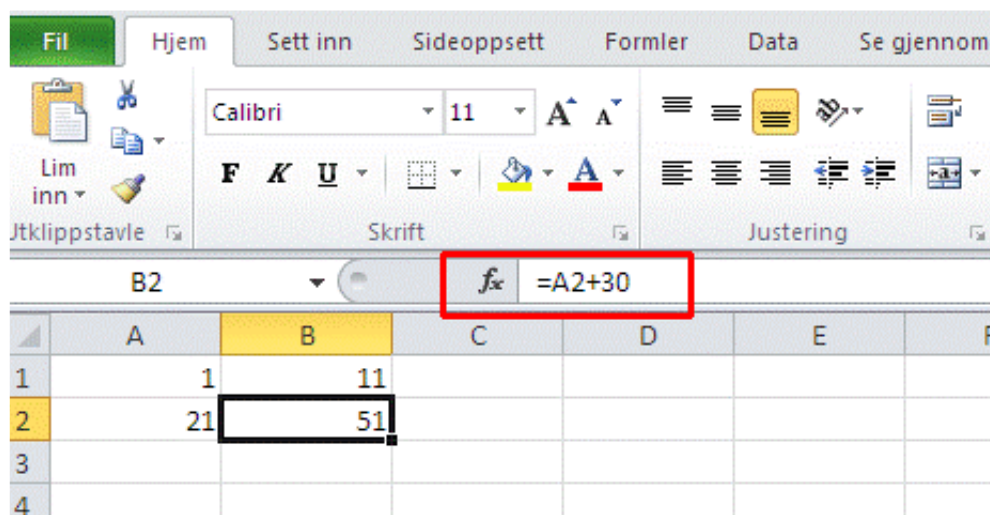 Fil Hjem Sett inn Sideoppsett Formler Data Se gjennom
Calibri 11 A A
Lim
inn
F K U A
Utklippstavle Skrift Justering
B2 fx =A2+30
A B C D E F
1 1 11
2 21 51
3
4